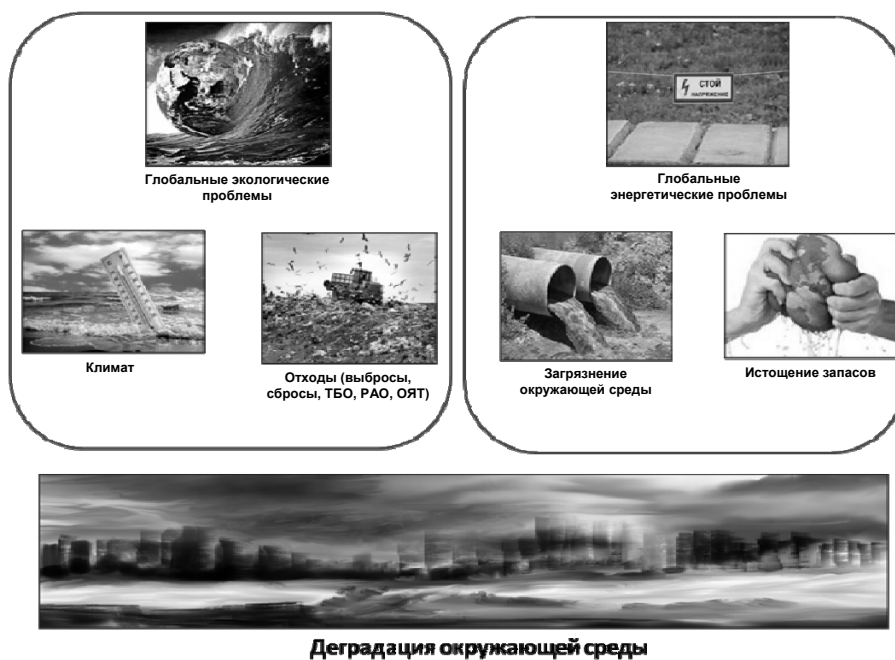 Глобальные экологические
проблемы
Климат
Отходы (выбросы,
сбросы, ТБО, РАО, ОЯТ)
СТОЙ
НАПРЯЖЕНИЕ
Глобальные
энергетические проблемы
Загрязнение
окружающей среды
Истощение запасов
Деградация окружающей среды